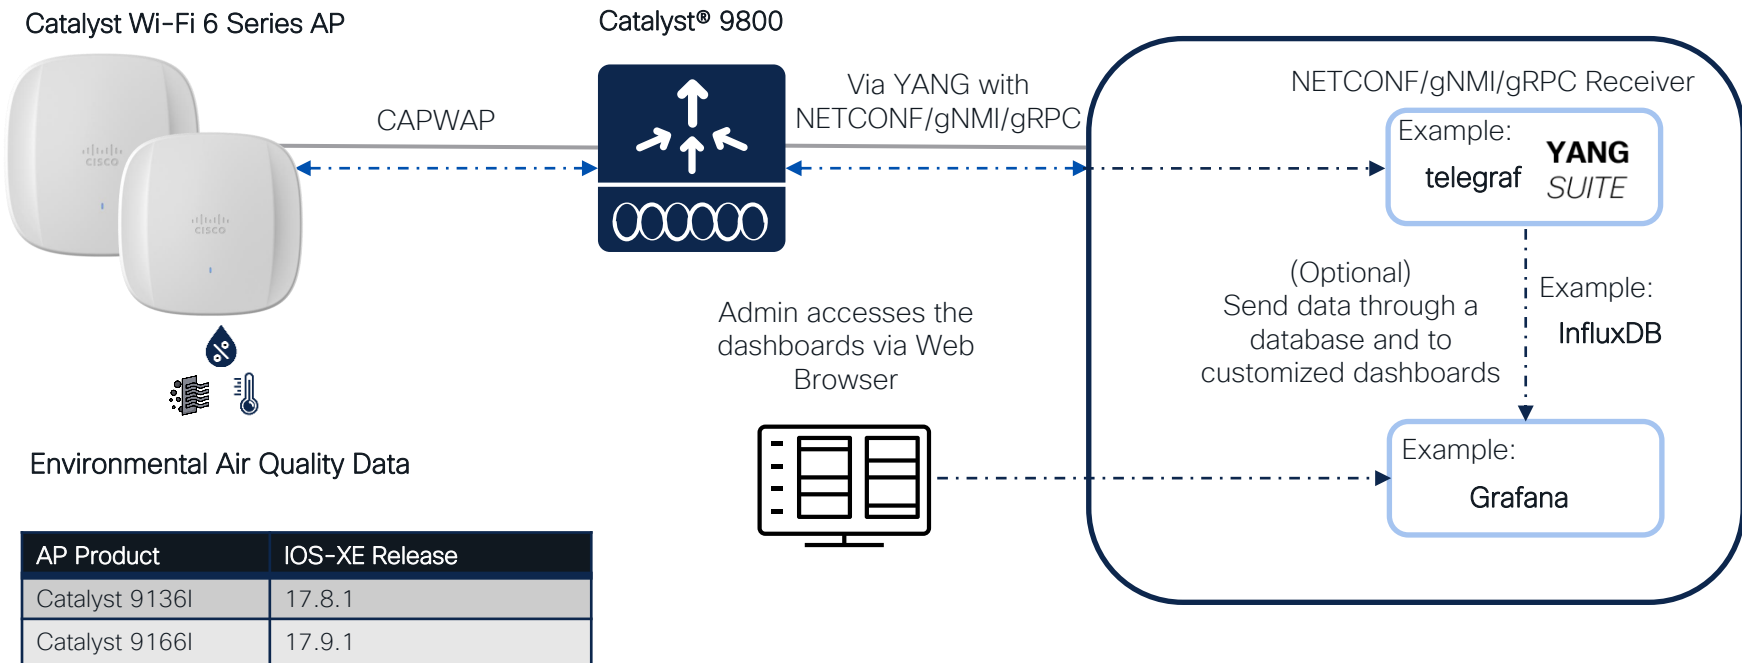 Catalyst Wi-Fi 6 Series AP
Catalyst® 9800
CAPWAP
Via YANG with
NETCONF/gNMI/gRPC
NETCONF/gNMI/gRPC Receiver
Example:
telegraf
YANG
SUITE
CISCO
CISCO
%
(Optional)
Send data through a
database and to
customized dashboards
Example:
InfluxDB
Admin accesses the
dashboards via Web
Browser
Example:
Grafana
Environmental Air Quality Data
AP Product IOS-XE Release
Catalyst 9136I 17.8.1
Catalyst 9166I 17.9.1